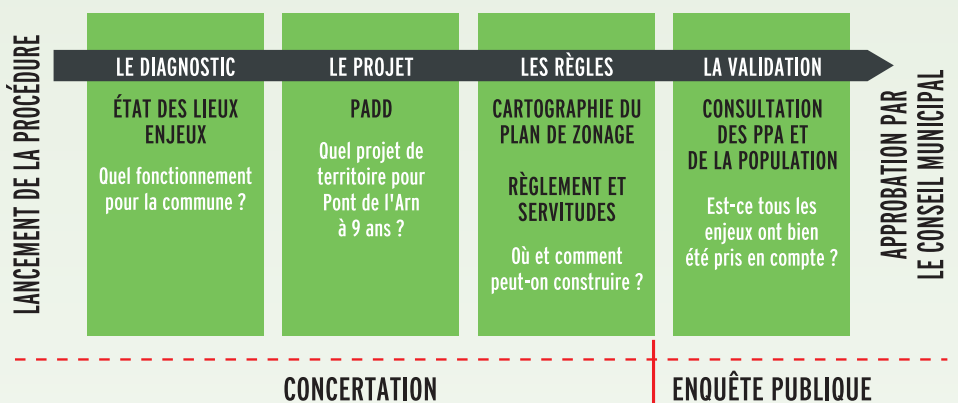 LANCEMENT DE LA PROCÉDURE
LE DIAGNOSTIC
ÉTAT DES LIEUX
ENJEUX
Quel fonctionnement
pour la commune ?
LE PROJET
PADD
Quel projet de
territoire pour
Pont de l'Arn
à 9 ans ?
LES RÈGLES
CARTOGRAPHIE DU
PLAN DE ZONAGE
RÈGLEMENT ET
SERVITUDES
Où et comment
peut-on construire ?
LA VALIDATION
CONSULTATION
DES PPA ET
DE LA POPULATION
Est-ce tous les
enjeux ont bien
été pris en compte ?
APPROBATION PAR
LE CONSEIL MUNICIPAL
CONCERTATION
ENQUÊTE PUBLIQUE